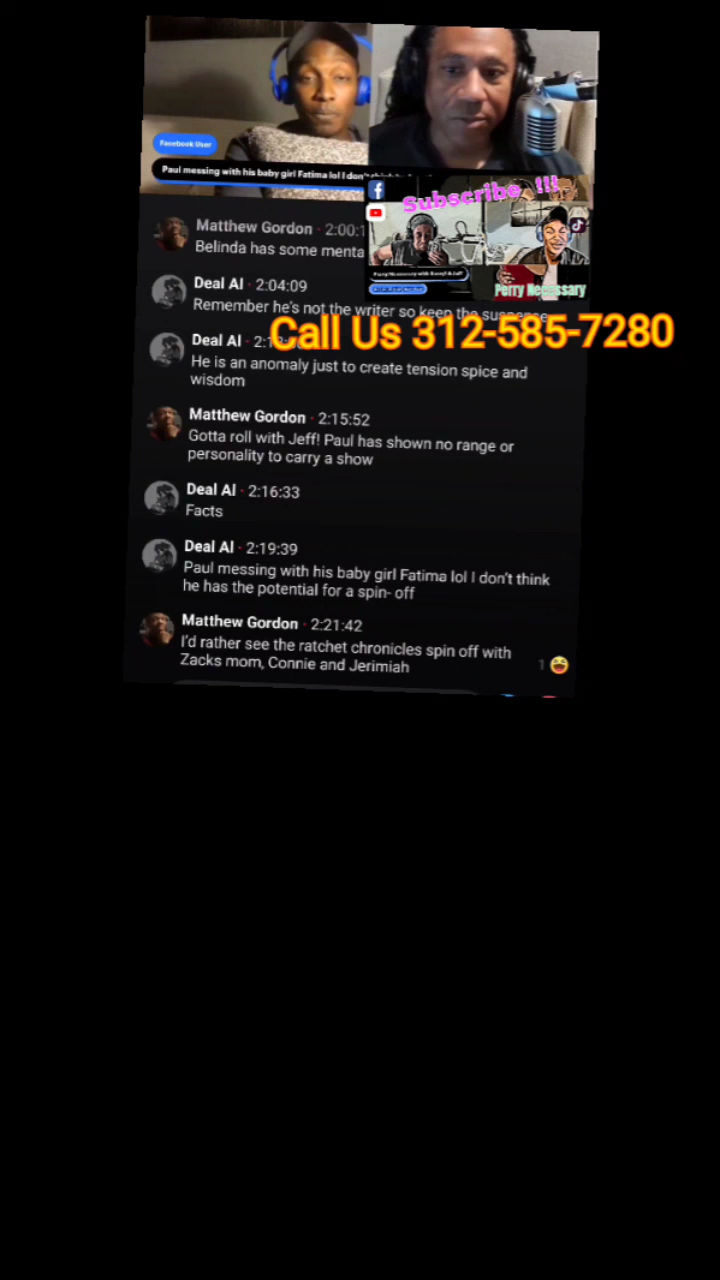 Facebook User
Paul messing with his baby girl Fatima lol I don't think
Subscribe !!!
Perry Necessary
Matthew Gordon · 2:00:1
Belinda has some menta
Deal Al · 2:04:09
Remember he's not the writer so keep the suspense
Call Us 312-585-7280
Deal Al · 2:1
He is an anomaly just to create tension spice and
wisdom
Matthew Gordon · 2:15:52
Gotta roll with Jeff! Paul has shown no range or
personality to carry a show
Deal Al · 2:16:33
Facts
Deal Al · 2:19:39
Paul messing with his baby girl Fatima lol I don't think
he has the potential for a spin- off
Matthew Gordon · 2:21:42
I'd rather see the ratchet chronicles spin off with
Zacks mom, Connie and Jerimiah
1